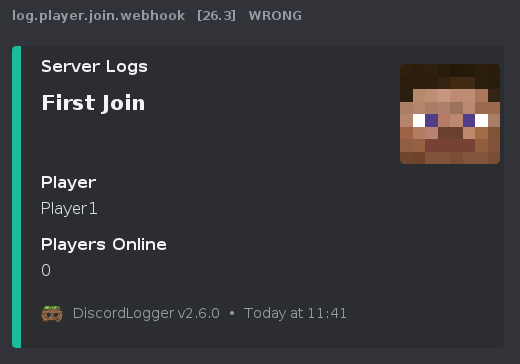 log.player.join.webhook [26.3] WRONG
Server Logs
First Join
Player
Player1
Players Online
0
DiscordLogger v2.6.0 • Today at 11:41